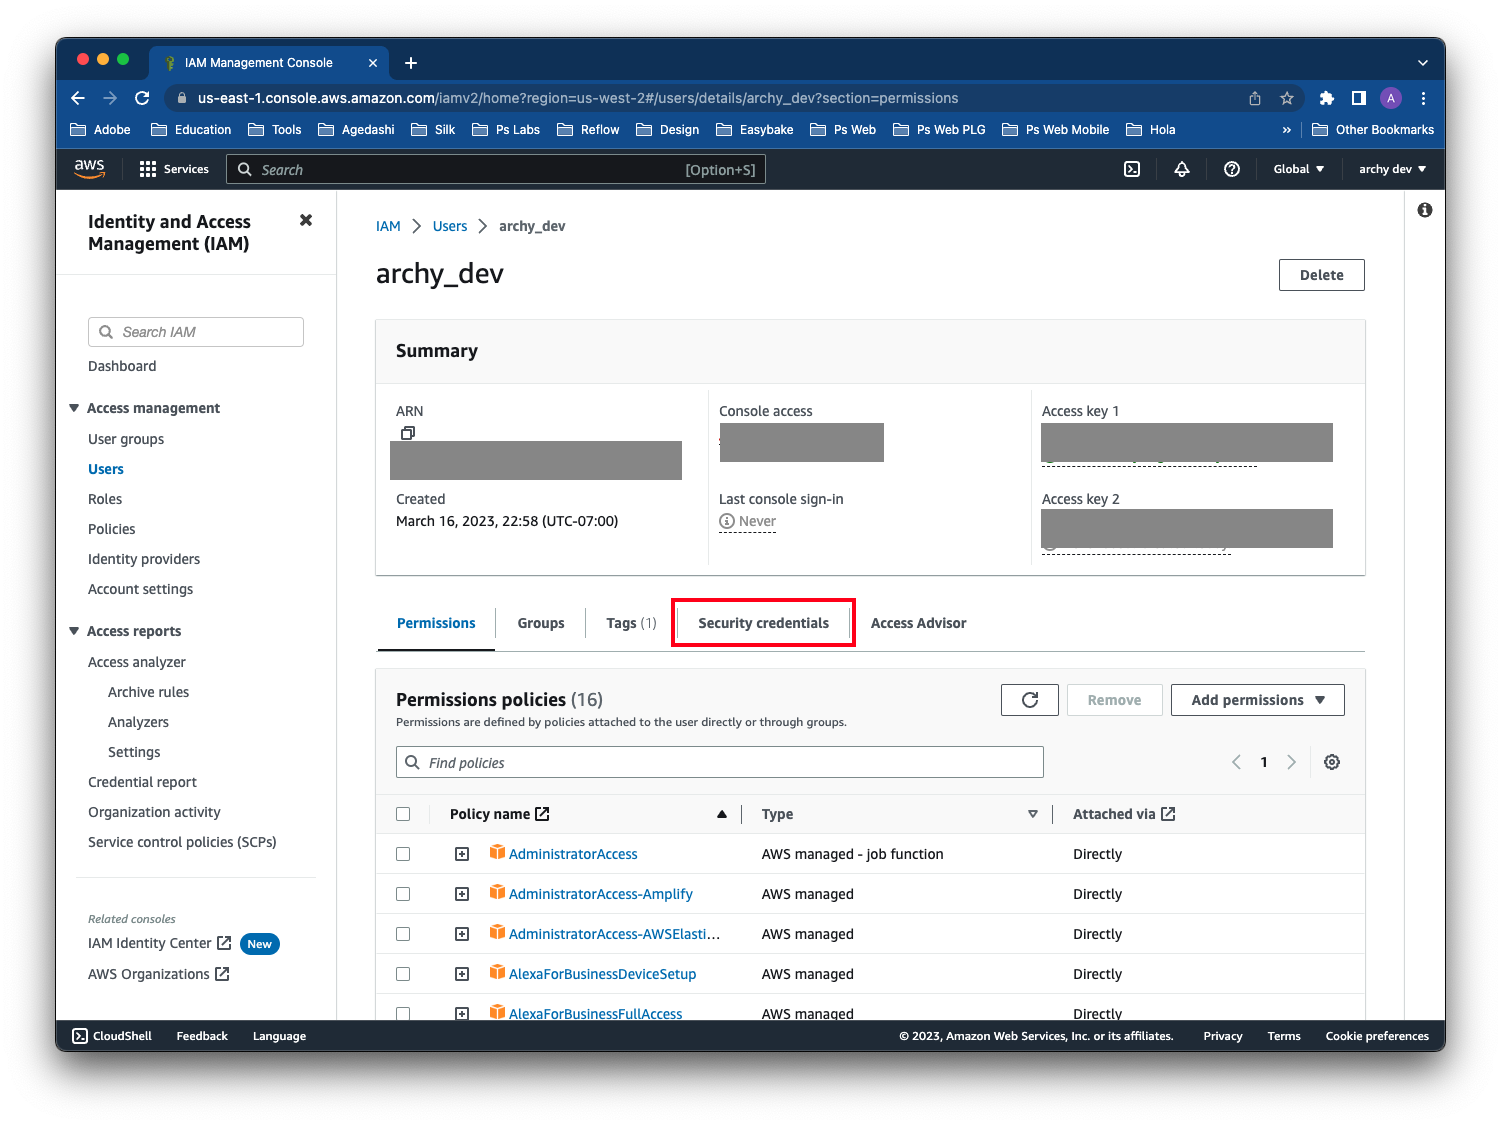 IAM Management Console
us-east-1.console.aws.amazon.com/iamv2/home?region=us-west-2#/users/details/archy_dev?section=permissions
A
Adobe Education Tools Agedashi Silk Ps Labs Reflow Design Easybake Ps Web Ps Web PLG Ps Web Mobile Hola » Other Bookmarks
aws Services Search [Option+S] Global archy dev
Identity and Access
Management (IAM)
Search IAM
Dashboard
Access management
User groups
Users
Roles
Policies
Identity providers
Account settings
Access reports
Access analyzer
Archive rules
Analyzers
Settings
Credential report
Organization activity
Service control policies (SCPs)
Related consoles
IAM Identity Center New
AWS Organizations
IAM Users archy_dev
archy_dev
Delete
Summary
ARN
Created
March 16, 2023, 22:58 (UTC-07:00)
Console access
Last console sign-in
Never
Access key 1
Access key 2
Permissions Groups Tags (1) Security credentials Access Advisor
Permissions policies (16)
Permissions are defined by policies attached to the user directly or through groups.
Remove Add permissions
Find policies
1
Policy name Type Attached via
AdministratorAccess AWS managed - job function Directly
AdministratorAccess-Amplify AWS managed Directly
AdministratorAccess-AWSElasti... AWS managed Directly
AlexaForBusinessDeviceSetup AWS managed Directly
AlexaForBusinessFullAccess AWS managed Directly
CloudShell Feedback Language © 2023, Amazon Web Services, Inc. or its affiliates. Privacy Terms Cookie preferences